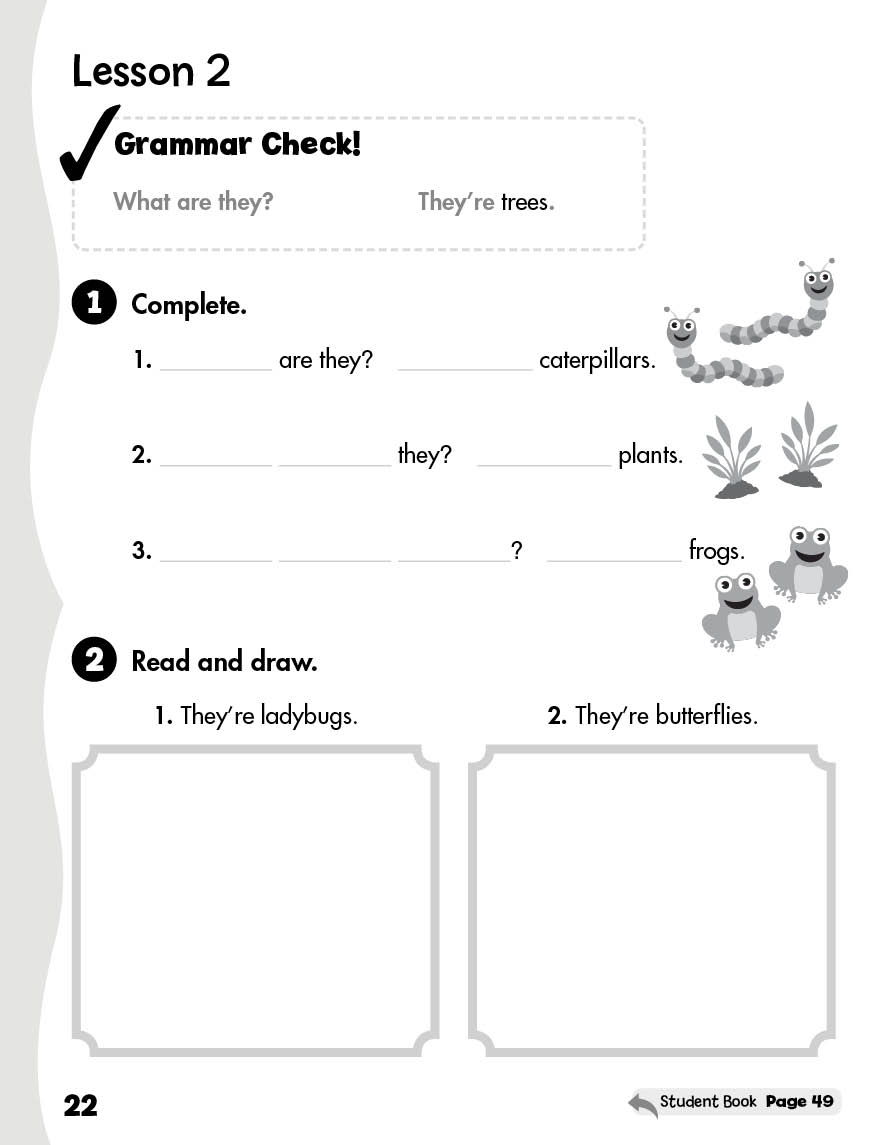 Lesson 2
Grammar Check!
What are they? They're trees.
1 Complete.
1. ________ are they? ________ caterpillars.
2. ________ ________ they? ________ plants.
3. ________ ________ ________? ________ frogs.
2 Read and draw.
1. They're ladybugs. 2. They're butterflies.
22 Student Book Page 49